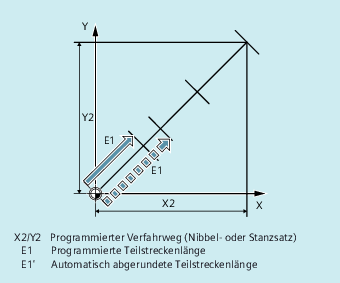 Y
Y2
E1
E1
X2
X
X2/Y2 Programmierter Verfahrweg (Nibbel- oder Stanzsatz)
E1 Programmierte Teilstreckenlänge
E1' Automatisch abgerundete Teilstreckenlänge